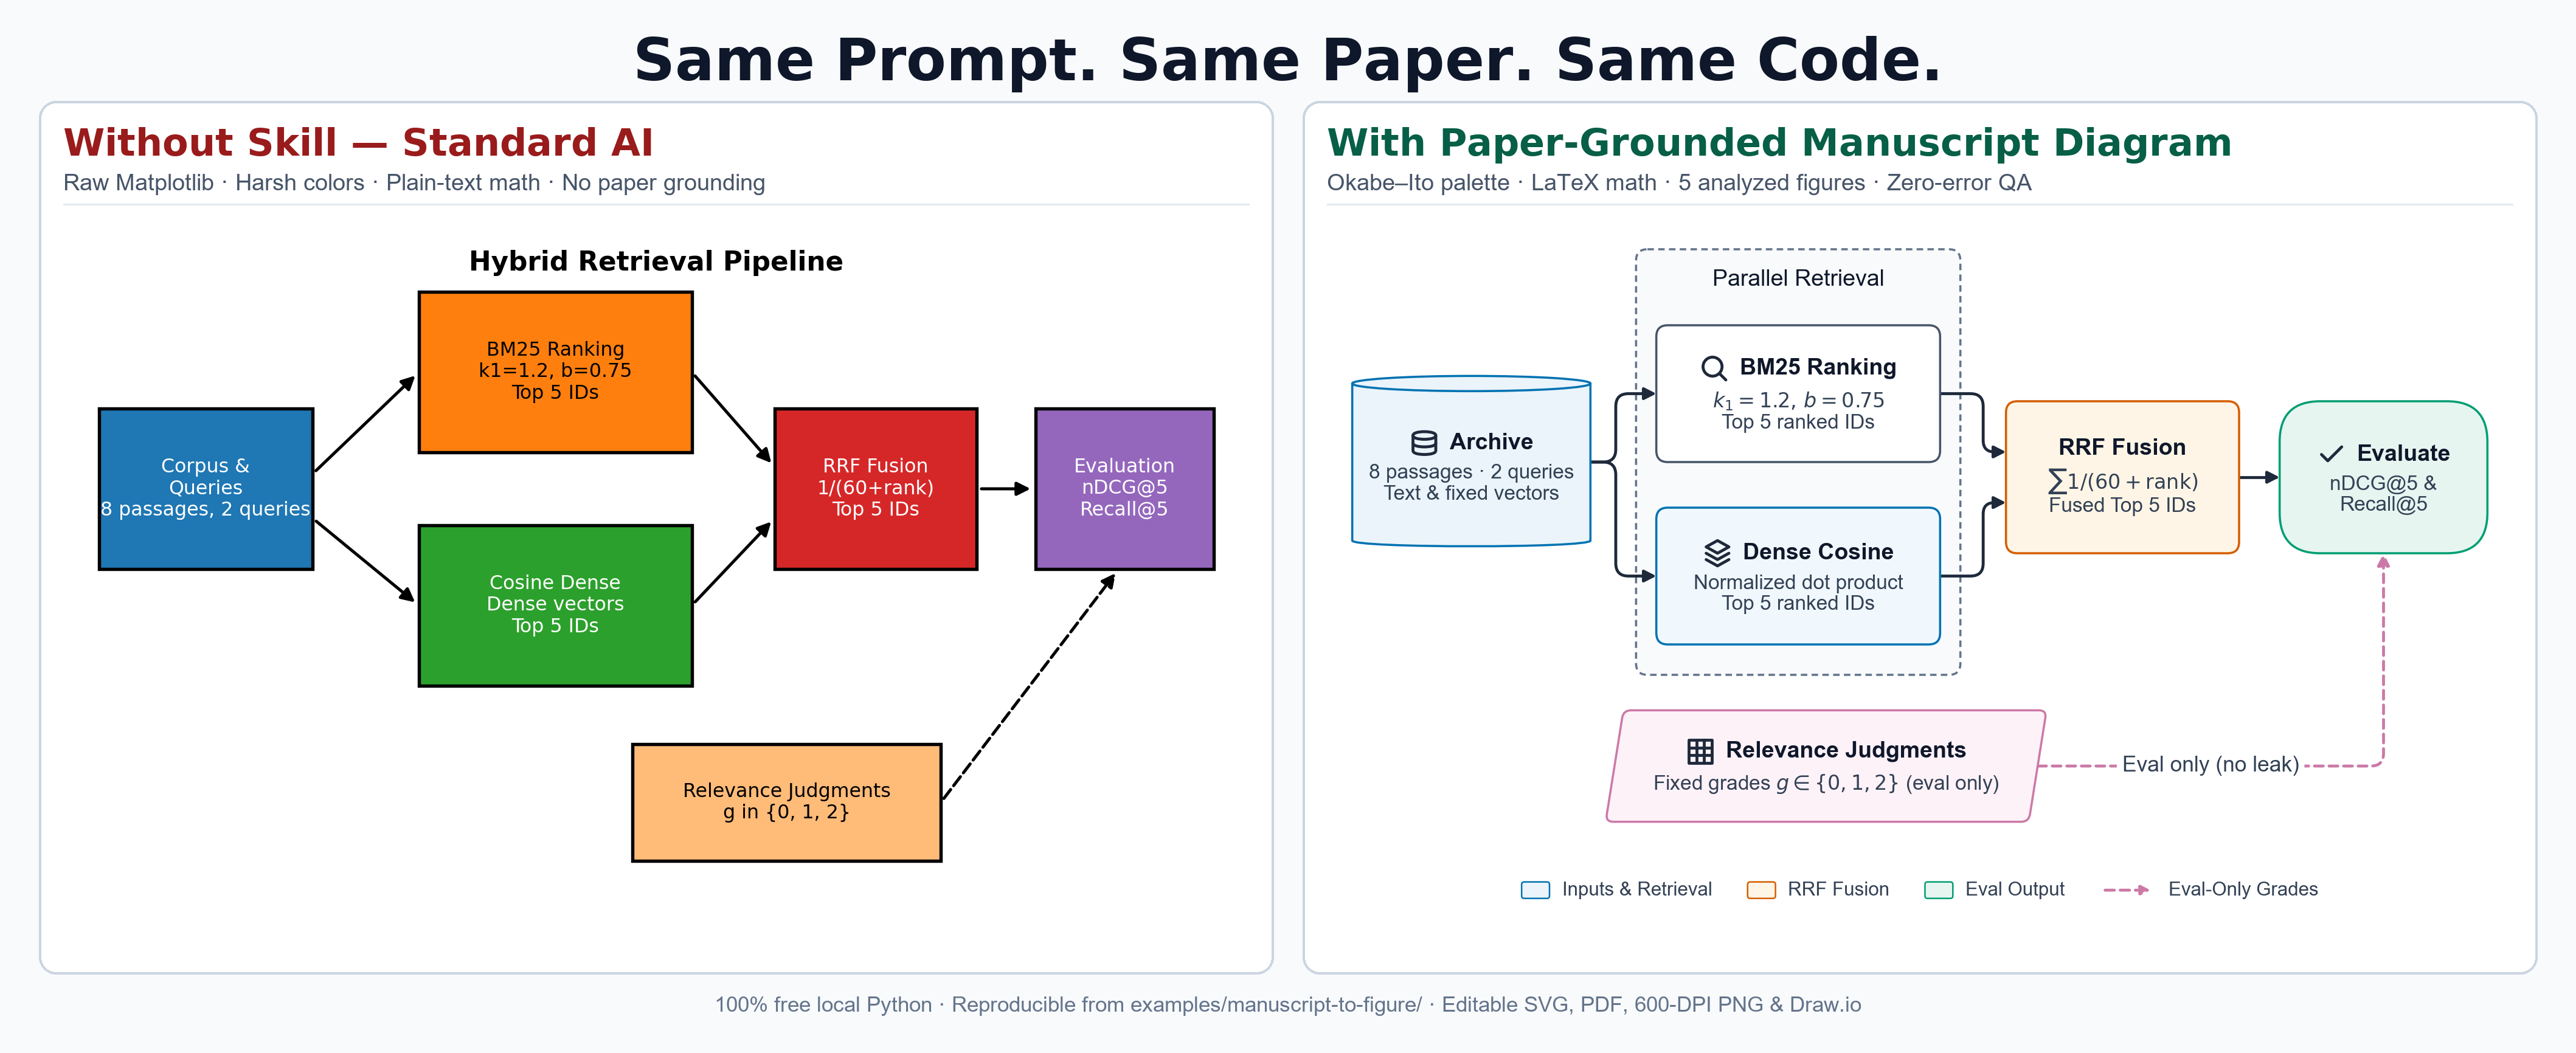 Same Prompt. Same Paper. Same Code.
Without Skill — Standard AI
Raw Matplotlib · Harsh colors · Plain-text math · No paper grounding
Hybrid Retrieval Pipeline
Corpus &
Queries
8 passages, 2 queries
BM25 Ranking
k1=1.2, b=0.75
Top 5 IDs
Cosine Dense
Dense vectors
Top 5 IDs
RRF Fusion
1/(60+rank)
Top 5 IDs
Evaluation
nDCG@5
Recall@5
Relevance Judgments
g in {0, 1, 2}
With Paper-Grounded Manuscript Diagram
Okabe–Ito palette · LaTeX math · 5 analyzed figures · Zero-error QA
Parallel Retrieval
Archive
8 passages · 2 queries
Text & fixed vectors
BM25 Ranking
k₁ = 1.2, b = 0.75
Top 5 ranked IDs
Dense Cosine
Normalized dot product
Top 5 ranked IDs
RRF Fusion
∑1/(60 + rank)
Fused Top 5 IDs
Evaluate
nDCG@5 &
Recall@5
Relevance Judgments
Fixed grades g ∈ {0, 1, 2} (eval only)
Eval only (no leak)
Inputs & Retrieval
RRF Fusion
Eval Output
Eval-Only Grades
100% free local Python · Reproducible from examples/manuscript-to-figure/ · Editable SVG, PDF, 600-DPI PNG & Draw.io